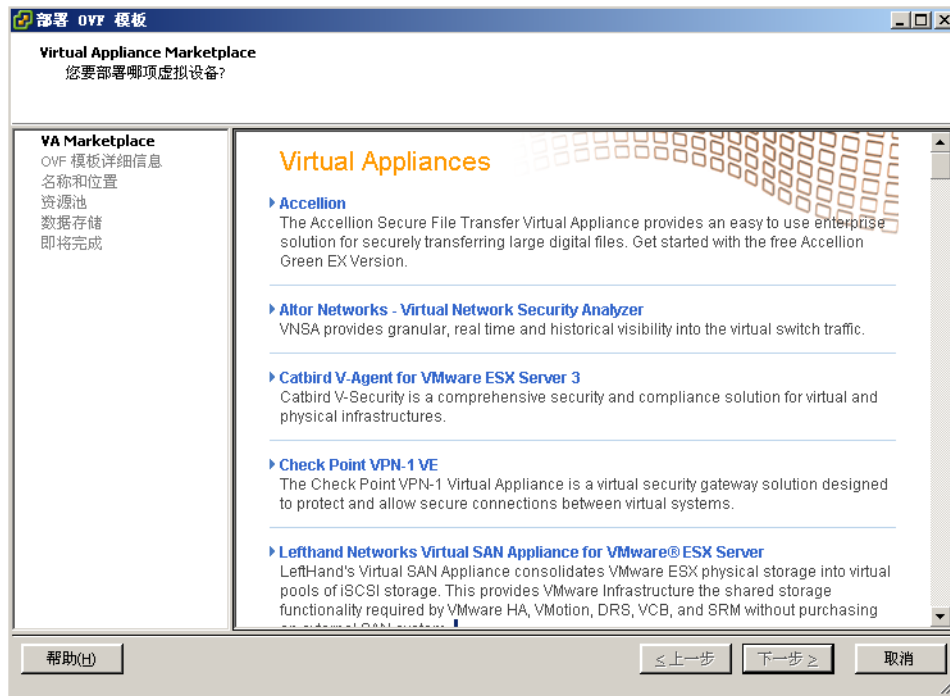 部署 OVF 模板
Virtual Appliance Marketplace
您要部署哪项虚拟设备?
VA Marketplace
OVF 模板详细信息
名称和位置
资源池
数据存储
即将完成
Virtual Appliances
Accellion
The Accellion Secure File Transfer Virtual Appliance provides an easy to use enterprise
solution for securely transferring large digital files. Get started with the free Accellion
Green EX Version.
Altor Networks - Virtual Network Security Analyzer
VNSA provides granular, real time and historical visibility into the virtual switch traffic.
Catbird V-Agent for VMware ESX Server 3
Catbird V-Security is a comprehensive security and compliance solution for virtual and
physical infrastructures.
Check Point VPN-1 VE
The Check Point VPN-1 Virtual Appliance is a virtual security gateway solution designed
to protect and allow secure connections between virtual systems.
Lefthand Networks Virtual SAN Appliance for VMware® ESX Server
LeftHand's Virtual SAN Appliance consolidates VMware ESX physical storage into virtual
pools of iSCSI storage. This provides VMware Infrastructure the shared storage
functionality required by VMware HA, VMotion, DRS, VCB, and SRM without purchasing
帮助(H)
≤上一步
下一步≥
取消